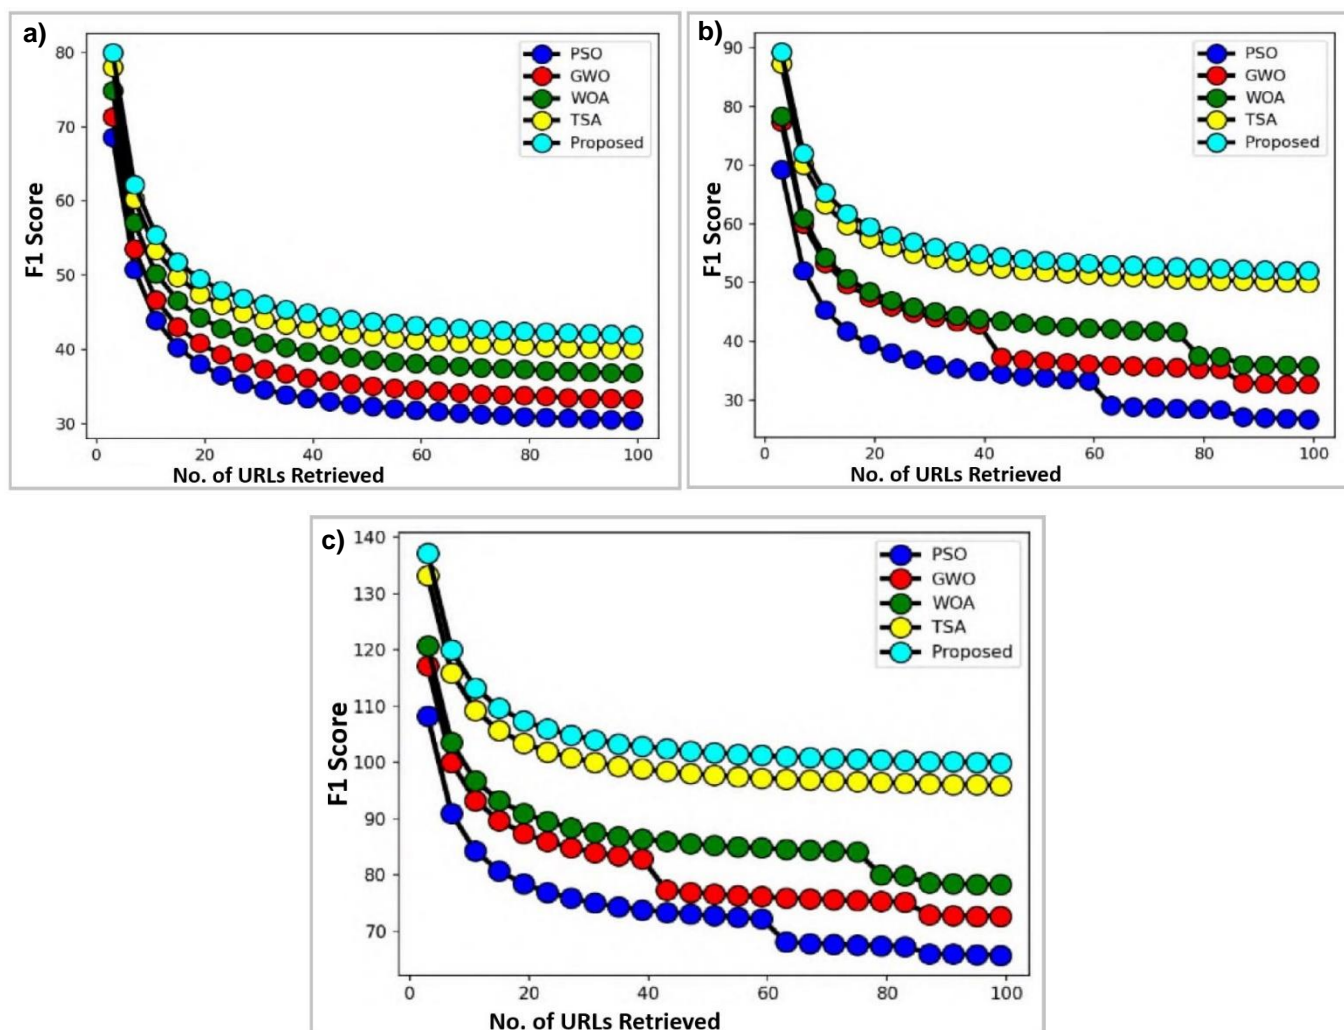 a)
80
70
60
50
40
30
F1 Score
0 20 40 60 80 100
No. of URLs Retrieved
PSO
GWO
WOA
TSA
Proposed
b)
90
80
70
60
50
40
30
F1 Score
0 20 40 60 80 100
No. of URLs Retrieved
PSO
GWO
WOA
TSA
Proposed
c)
140
130
120
110
100
90
80
70
F1 Score
0 20 40 60 80 100
No. of URLs Retrieved
PSO
GWO
WOA
TSA
Proposed